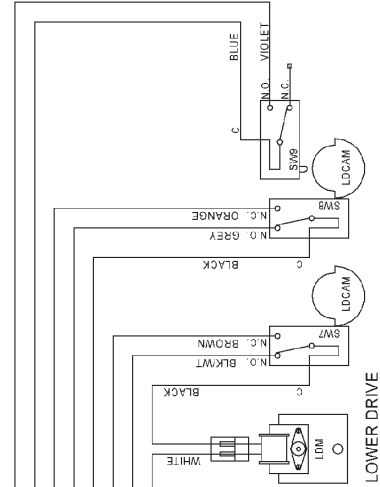 BLUE
VIOLET
N.O.
N.C.
C
SW9
LDCAM
SW8
N.C. ORANGE
N.O. GREY
BLACK
C
LDCAM
SW7
N.C. BROWN
N.O. BLK/WT
BLACK
C
WHITE
LDM
LOWER DRIVE